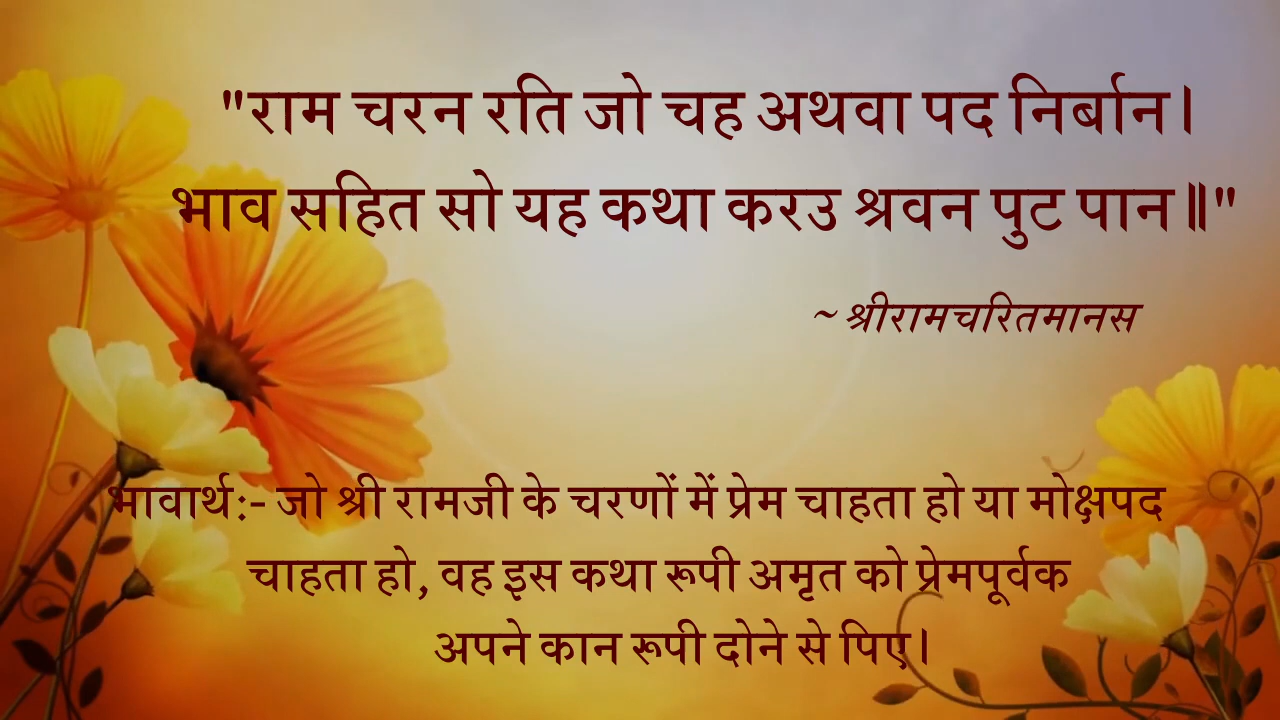 "राम चरन रति जो चह अथवा पद निर्बान।
भाव सहित सो यह कथा करउ श्रवन पुट पान॥"
~ श्रीरामचरितमानस
भावार्थ:- जो श्री रामजी के चरणों में प्रेम चाहता हो या मोक्षपद
चाहता हो, वह इस कथा रूपी अमृत को प्रेमपूर्वक
अपने कान रूपी दोने से पिए।